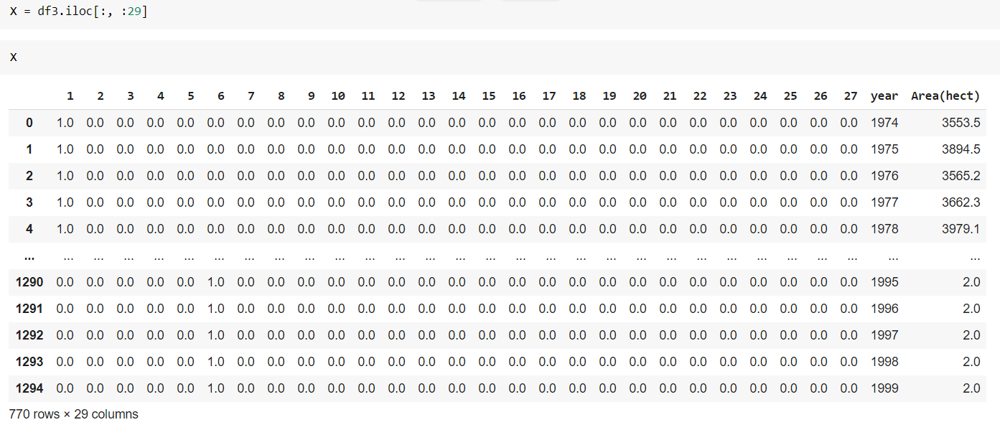 X = df3.iloc[:, :29]
X
1 2 3 4 5 6 7 8 9 10 11 12 13 14 15 16 17 18 19 20 21 22 23 24 25 26 27 year Area(hect)
0 1.0 0.0 0.0 0.0 0.0 0.0 0.0 0.0 0.0 0.0 0.0 0.0 0.0 0.0 0.0 0.0 0.0 0.0 0.0 0.0 0.0 0.0 0.0 0.0 0.0 0.0 0.0 1974 3553.5
1 1.0 0.0 0.0 0.0 0.0 0.0 0.0 0.0 0.0 0.0 0.0 0.0 0.0 0.0 0.0 0.0 0.0 0.0 0.0 0.0 0.0 0.0 0.0 0.0 0.0 0.0 0.0 1975 3894.5
2 1.0 0.0 0.0 0.0 0.0 0.0 0.0 0.0 0.0 0.0 0.0 0.0 0.0 0.0 0.0 0.0 0.0 0.0 0.0 0.0 0.0 0.0 0.0 0.0 0.0 0.0 0.0 1976 3565.2
3 1.0 0.0 0.0 0.0 0.0 0.0 0.0 0.0 0.0 0.0 0.0 0.0 0.0 0.0 0.0 0.0 0.0 0.0 0.0 0.0 0.0 0.0 0.0 0.0 0.0 0.0 0.0 1977 3662.3
4 1.0 0.0 0.0 0.0 0.0 0.0 0.0 0.0 0.0 0.0 0.0 0.0 0.0 0.0 0.0 0.0 0.0 0.0 0.0 0.0 0.0 0.0 0.0 0.0 0.0 0.0 0.0 1978 3979.1
... ... ... ... ... ... ... ... ... ... ... ... ... ... ... ... ... ... ... ... ... ... ... ... ... ... ... ... ... ...
1290 0.0 0.0 0.0 0.0 0.0 1.0 0.0 0.0 0.0 0.0 0.0 0.0 0.0 0.0 0.0 0.0 0.0 0.0 0.0 0.0 0.0 0.0 0.0 0.0 0.0 0.0 0.0 1995 2.0
1291 0.0 0.0 0.0 0.0 0.0 1.0 0.0 0.0 0.0 0.0 0.0 0.0 0.0 0.0 0.0 0.0 0.0 0.0 0.0 0.0 0.0 0.0 0.0 0.0 0.0 0.0 0.0 1996 2.0
1292 0.0 0.0 0.0 0.0 0.0 1.0 0.0 0.0 0.0 0.0 0.0 0.0 0.0 0.0 0.0 0.0 0.0 0.0 0.0 0.0 0.0 0.0 0.0 0.0 0.0 0.0 0.0 1997 2.0
1293 0.0 0.0 0.0 0.0 0.0 1.0 0.0 0.0 0.0 0.0 0.0 0.0 0.0 0.0 0.0 0.0 0.0 0.0 0.0 0.0 0.0 0.0 0.0 0.0 0.0 0.0 0.0 1998 2.0
1294 0.0 0.0 0.0 0.0 0.0 1.0 0.0 0.0 0.0 0.0 0.0 0.0 0.0 0.0 0.0 0.0 0.0 0.0 0.0 0.0 0.0 0.0 0.0 0.0 0.0 0.0 0.0 1999 2.0
770 rows × 29 columns